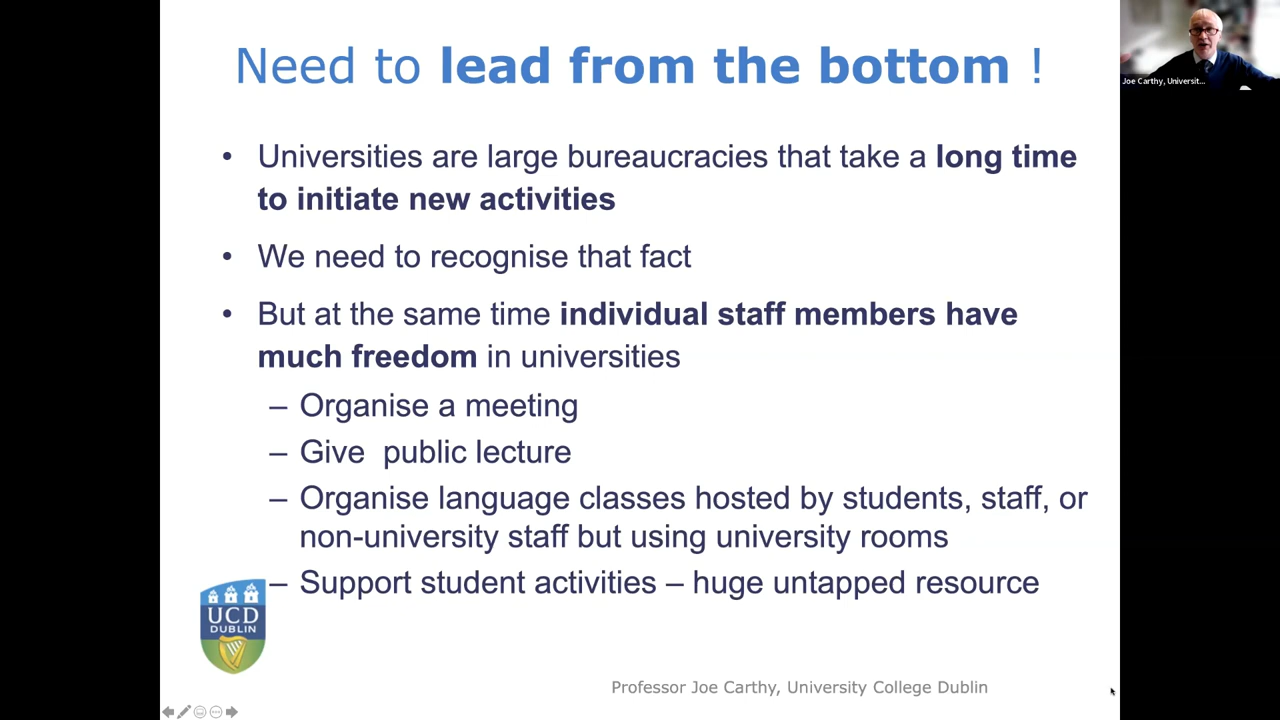 Need to lead from the bottom !
Joe Carthy, Universit...
• Universities are large bureaucracies that take a long time
to initiate new activities
• We need to recognise that fact
• But at the same time individual staff members have
much freedom in universities
– Organise a meeting
– Give  public lecture
– Organise language classes hosted by students, staff, or
non-university staff but using university rooms
– Support student activities – huge untapped resource
UCD
DUBLIN
Professor Joe Carthy, University College Dublin